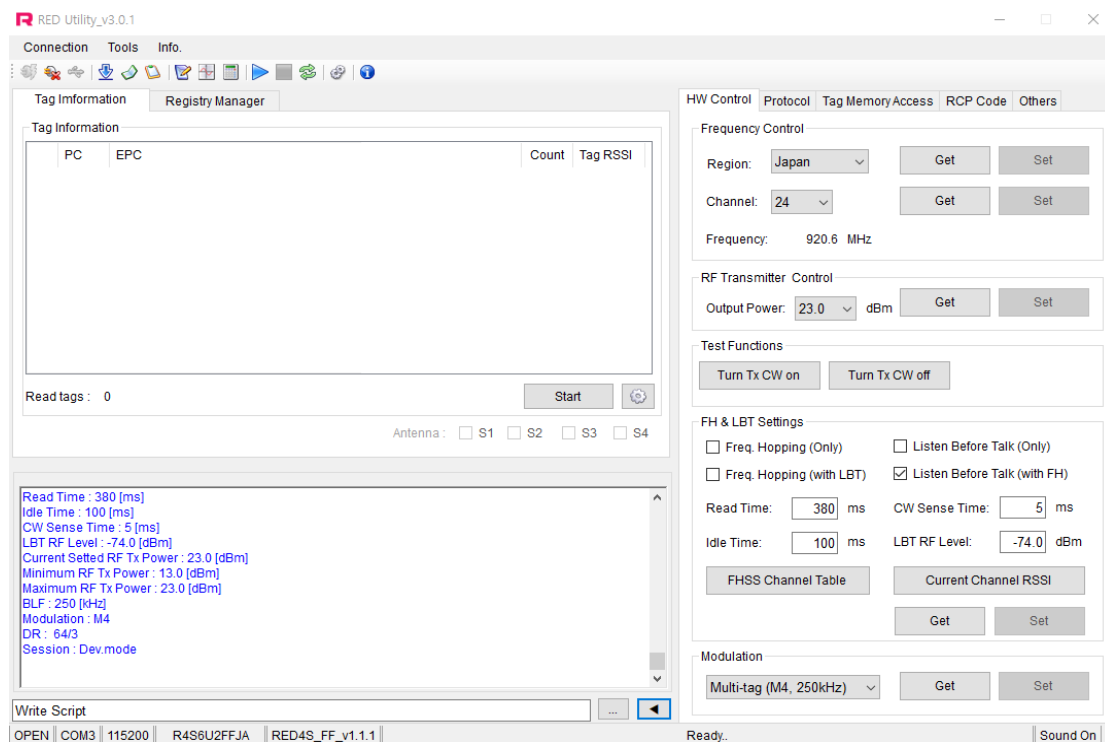 RED Utility_v3.0.1
Connection Tools Info.
Tag Imformation Registry Manager
Tag Information
PC EPC Count Tag RSSI
Read tags : 0 Start
Antenna : S1 S2 S3 S4
Read Time : 380 [ms]
Idle Time : 100 [ms]
CW Sense Time : 5 [ms]
LBT RF Level : -74.0 [dBm]
Current Setted RF Tx Power : 23.0 [dBm]
Minimum RF Tx Power : 13.0 [dBm]
Maximum RF Tx Power : 23.0 [dBm]
BLF : 250 [kHz]
Modulation : M4
DR : 64/3
Session : Dev.mode
Write Script ...
HW Control Protocol Tag Memory Access RCP Code Others
Frequency Control
Region: Japan Get Set
Channel: 24 Get Set
Frequency: 920.6 MHz
RF Transmitter Control
Output Power: 23.0 dBm Get Set
Test Functions
Turn Tx CW on Turn Tx CW off
FH & LBT Settings
Freq. Hopping (Only) Listen Before Talk (Only)
Freq. Hopping (with LBT) Listen Before Talk (with FH)
Read Time: 380 ms CW Sense Time: 5 ms
Idle Time: 100 ms LBT RF Level: -74.0 dBm
FHSS Channel Table Current Channel RSSI
Get Set
Modulation
Multi-tag (M4, 250kHz) Get Set
OPEN COM3 115200 R4S6U2FFJA RED4S_FF_v1.1.1 Ready.. Sound On